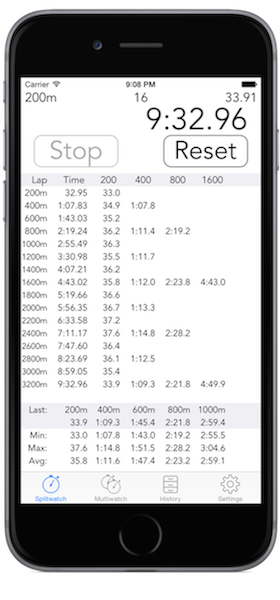 Carrier 9:08 PM
200m 16 33.91
9:32.96
Stop Reset
Lap Time 200 400 800 1600
200m 32.95 33.0
400m 1:07.83 34.9 1:07.8
600m 1:43.03 35.2
800m 2:19.24 36.2 1:11.4 2:19.2
1000m 2:55.49 36.3
1200m 3:30.98 35.5 1:11.7
1400m 4:07.21 36.2
1600m 4:43.02 35.8 1:12.0 2:23.8 4:43.0
1800m 5:19.66 36.6
2000m 5:56.35 36.7 1:13.3
2200m 6:33.58 37.2
2400m 7:11.17 37.6 1:14.8 2:28.2
2600m 7:47.60 36.4
2800m 8:23.69 36.1 1:12.5
3000m 8:59.05 35.4
3200m 9:32.96 33.9 1:09.3 2:21.8 4:49.9
Last: 200m 400m 600m 800m 1000m
33.9 1:09.3 1:45.4 2:21.8 2:59.4
Min: 33.0 1:07.8 1:43.0 2:19.2 2:55.5
Max: 37.6 1:14.8 1:51.5 2:28.2 3:04.6
Avg: 35.8 1:11.6 1:47.4 2:23.2 2:59.1
Splitwatch Multiwatch History Settings